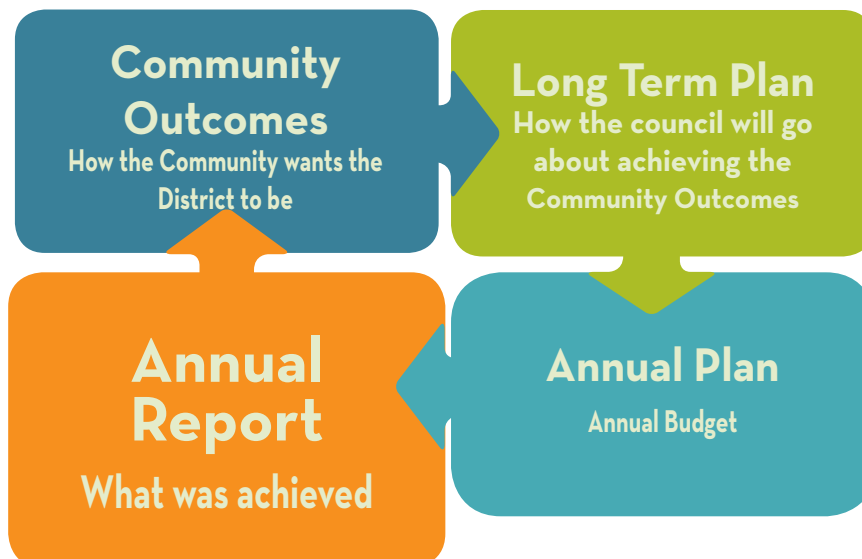 Community
Outcomes
How the Community wants the
District to be
Long Term Plan
How the council will go
about achieving the
Community Outcomes
Annual
Report
What was achieved
Annual Plan
Annual Budget